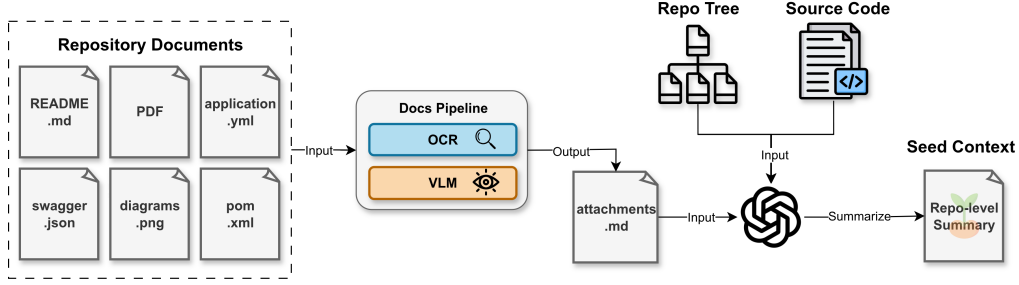 Repository Documents
README
.md
PDF
application
.yml
swagger
.json
diagrams
.png
pom
.xml
Input
Docs Pipeline
OCR
VLM
Output
attachments
.md
Input
Repo Tree
Source Code
</>
Input
Summarize
Seed Context
Repo-level
Summary